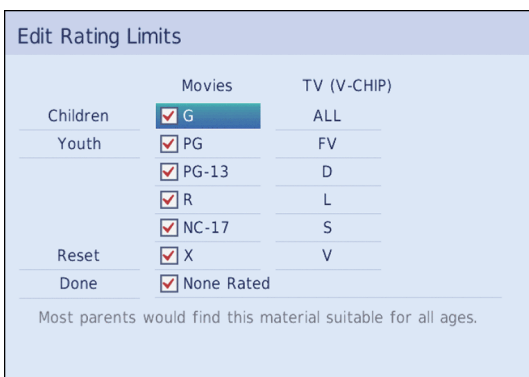 Edit Rating Limits
Movies TV (V-CHIP)
Children G ALL
Youth PG FV
PG-13 D
R L
NC-17 S
Reset X V
Done None Rated
Most parents would find this material suitable for all ages.